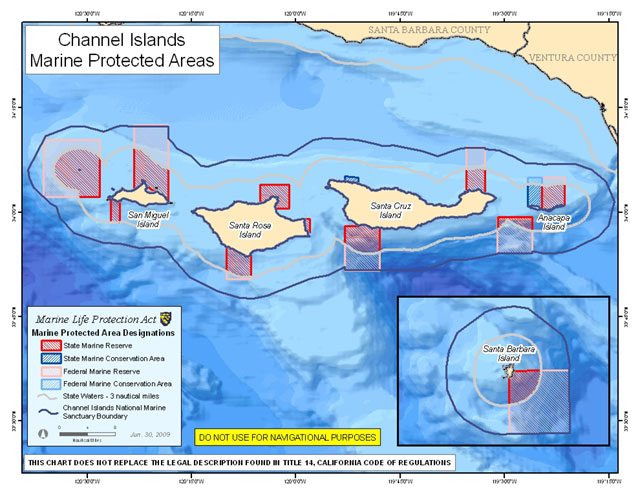 Channel Islands
Marine Protected Areas
SANTA BARBARA COUNTY
VENTURA COUNTY
San Miguel
Island
Santa Rosa
Island
Santa Cruz
Island
Anacapa
Island
Santa Barbara
Island
Marine Life Protection Act
Marine Protected Area Designations
State Marine Reserve
State Marine Conservation Area
Federal Marine Reserve
Federal Marine Conservation Area
State Waters - 3 nautical miles
Channel Islands National Marine
Sanctuary Boundary
Nautical Miles
Jun. 30, 2009
DO NOT USE FOR NAVIGATIONAL PURPOSES
THIS CHART DOES NOT REPLACE THE LEGAL DESCRIPTION FOUND IN TITLE 14, CALIFORNIA CODE OF REGULATIONS